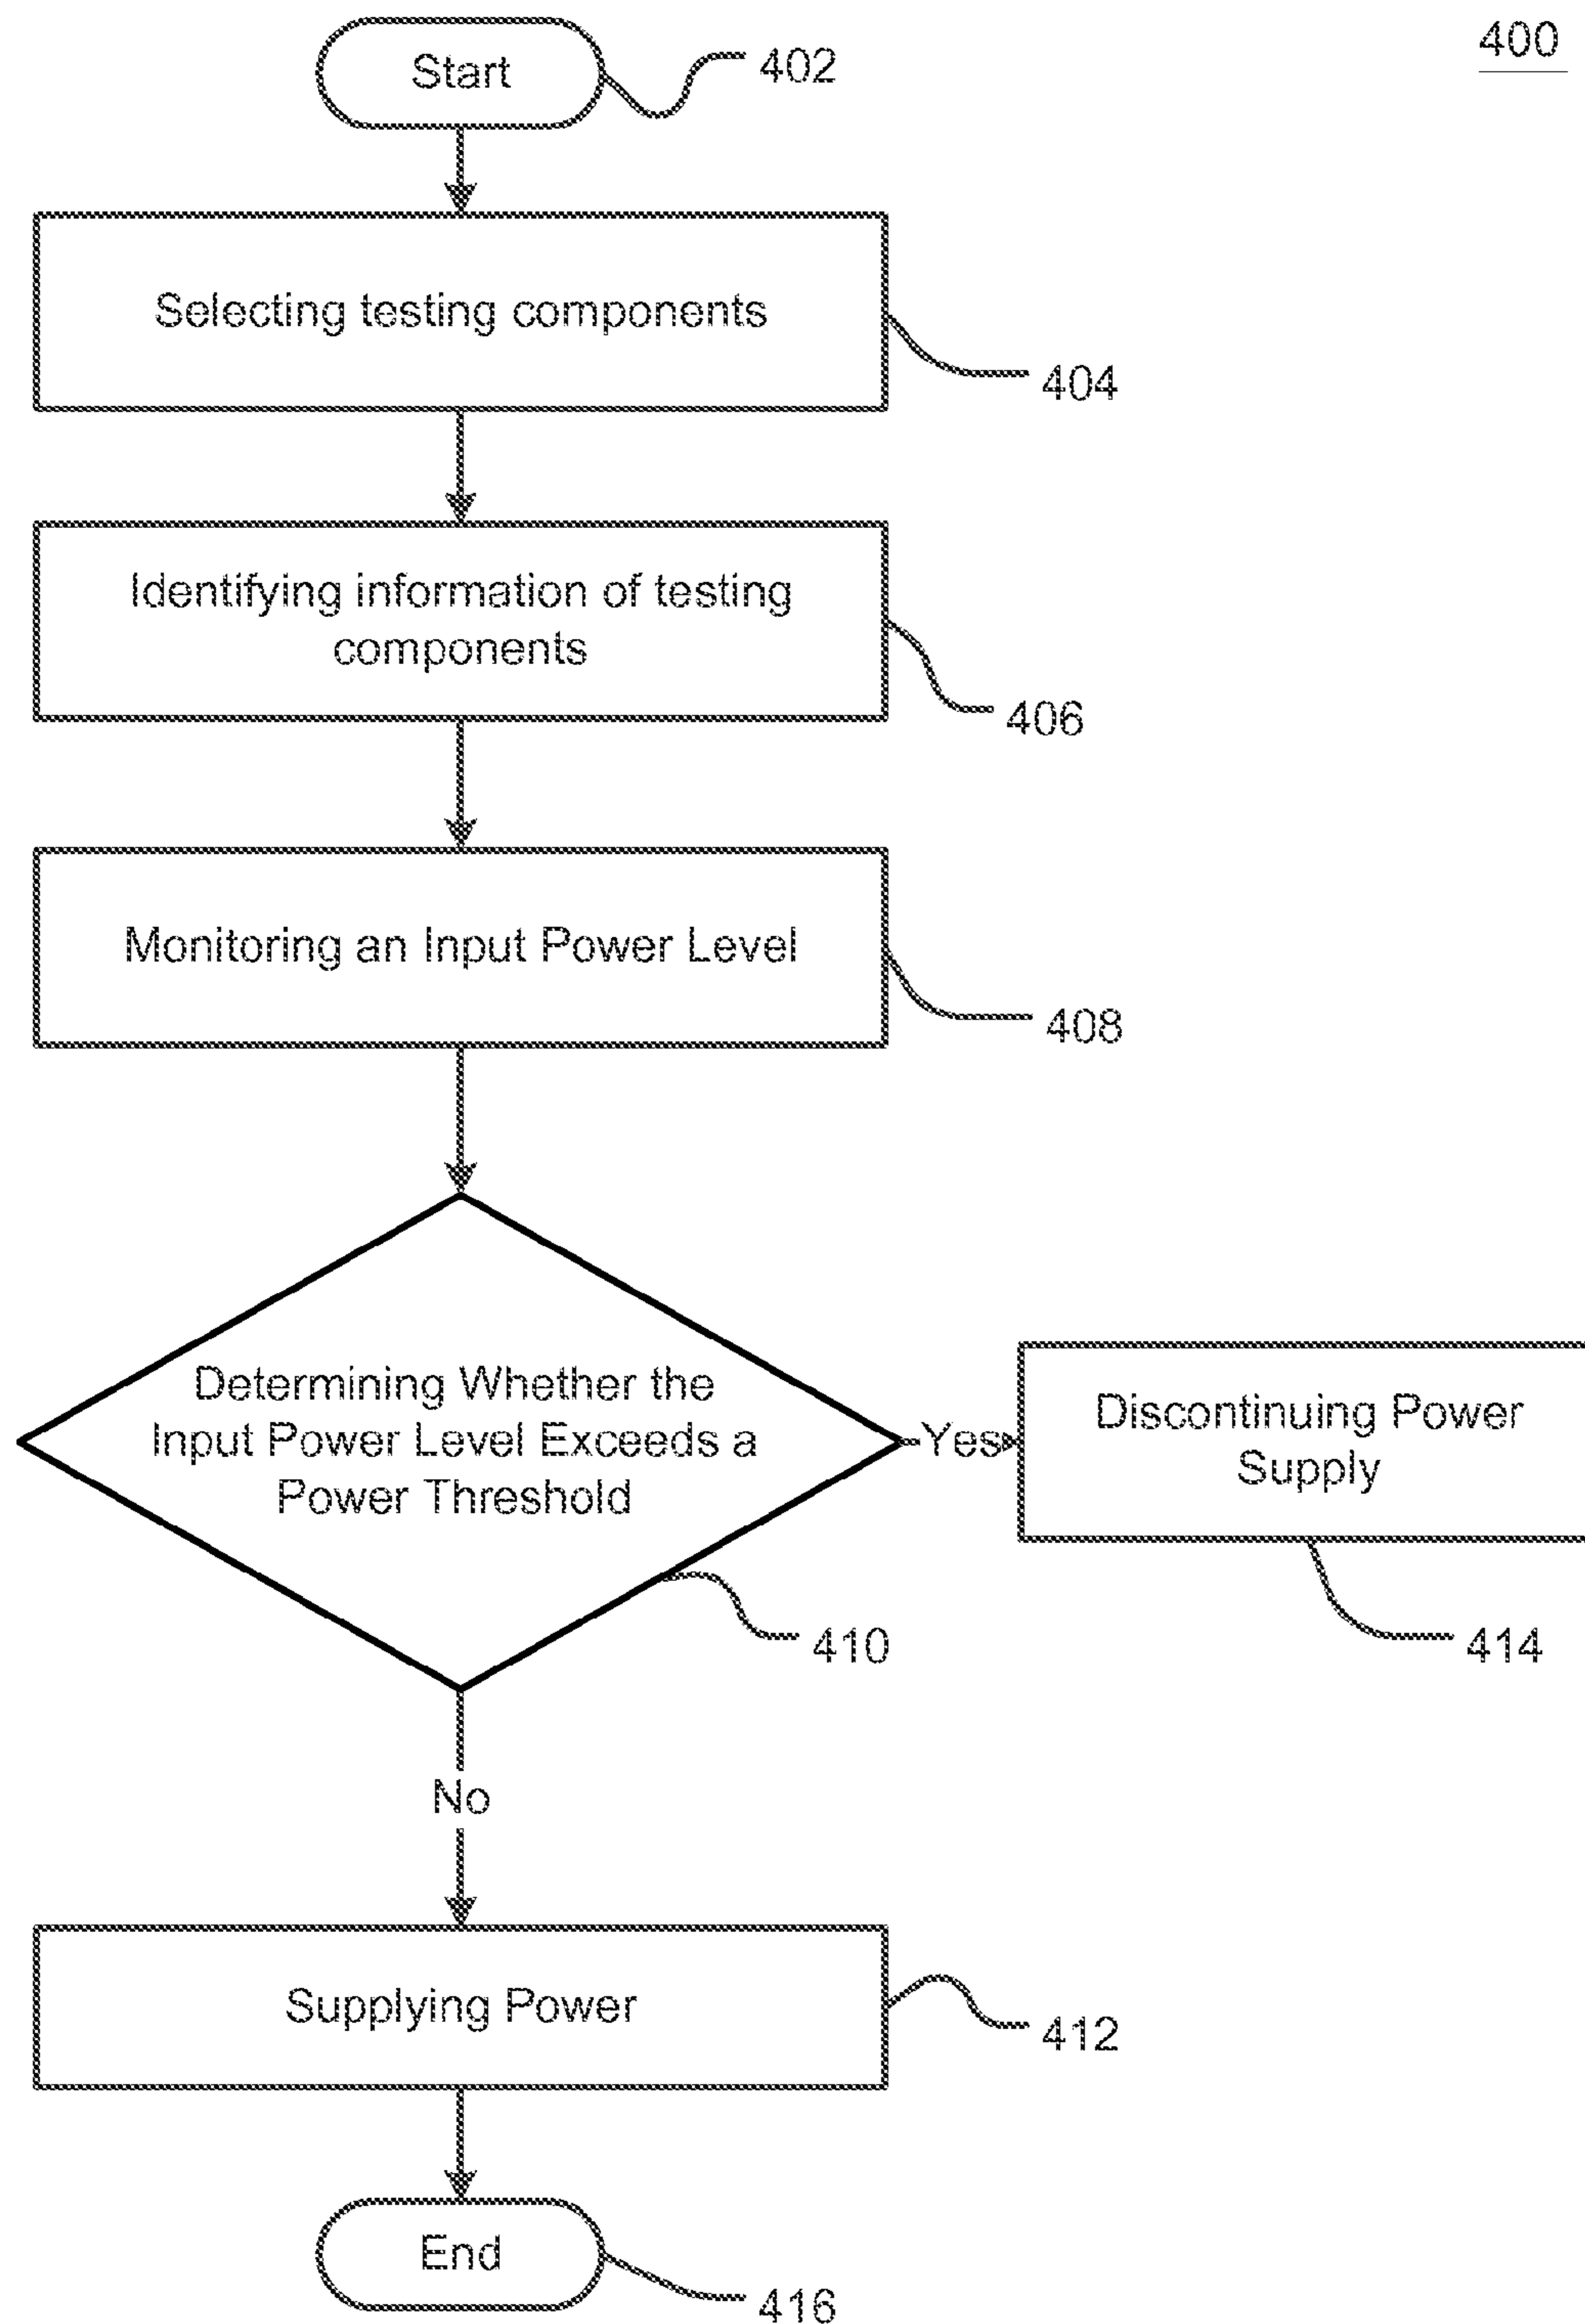 400
Start
402
Selecting testing components
404
Identifying information of testing
components
406
Monitoring an Input Power Level
408
Determining Whether the
Input Power Level Exceeds a
Power Threshold
410
Yes
Discontinuing Power
Supply
414
No
Supplying Power
412
End
416